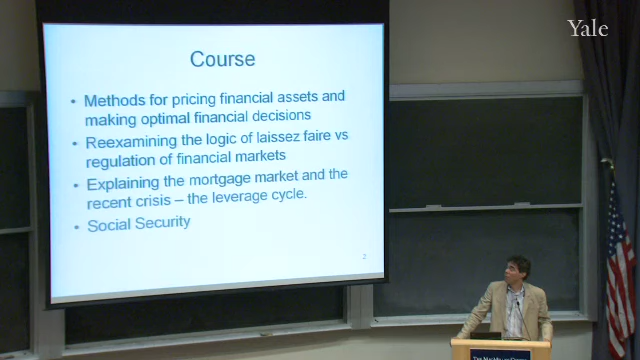 Yale
Course
• Methods for pricing financial assets and
making optimal financial decisions
• Reexamining the logic of laissez faire vs
regulation of financial markets
• Explaining the mortgage market and the
recent crisis – the leverage cycle.
• Social Security
2